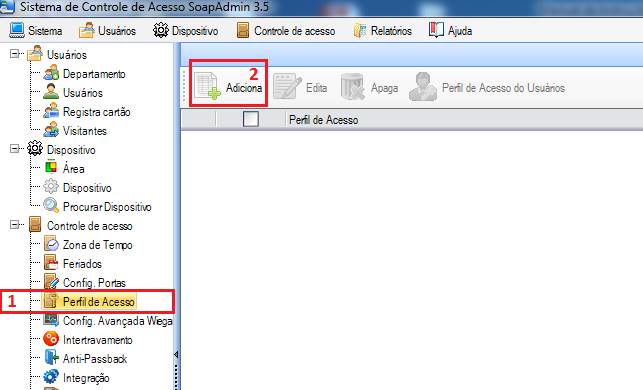 Sistema de Controle de Acesso SoapAdmin 3.5
Sistema Usuários Dispositivo Controle de acesso Relatórios Ajuda
Usuários
Departamento
Usuários
Registra cartão
Visitantes
Dispositivo
Área
Dispositivo
Procurar Dispositivo
Controle de acesso
Zona de Tempo
Feriados
Config. Portas
1 Perfil de Acesso
Config. Avançada Wiega
Intertravamento
Anti-Passback
Integração
2
Adiciona Edita Apaga Perfil de Acesso do Usuários
Perfil de Acesso